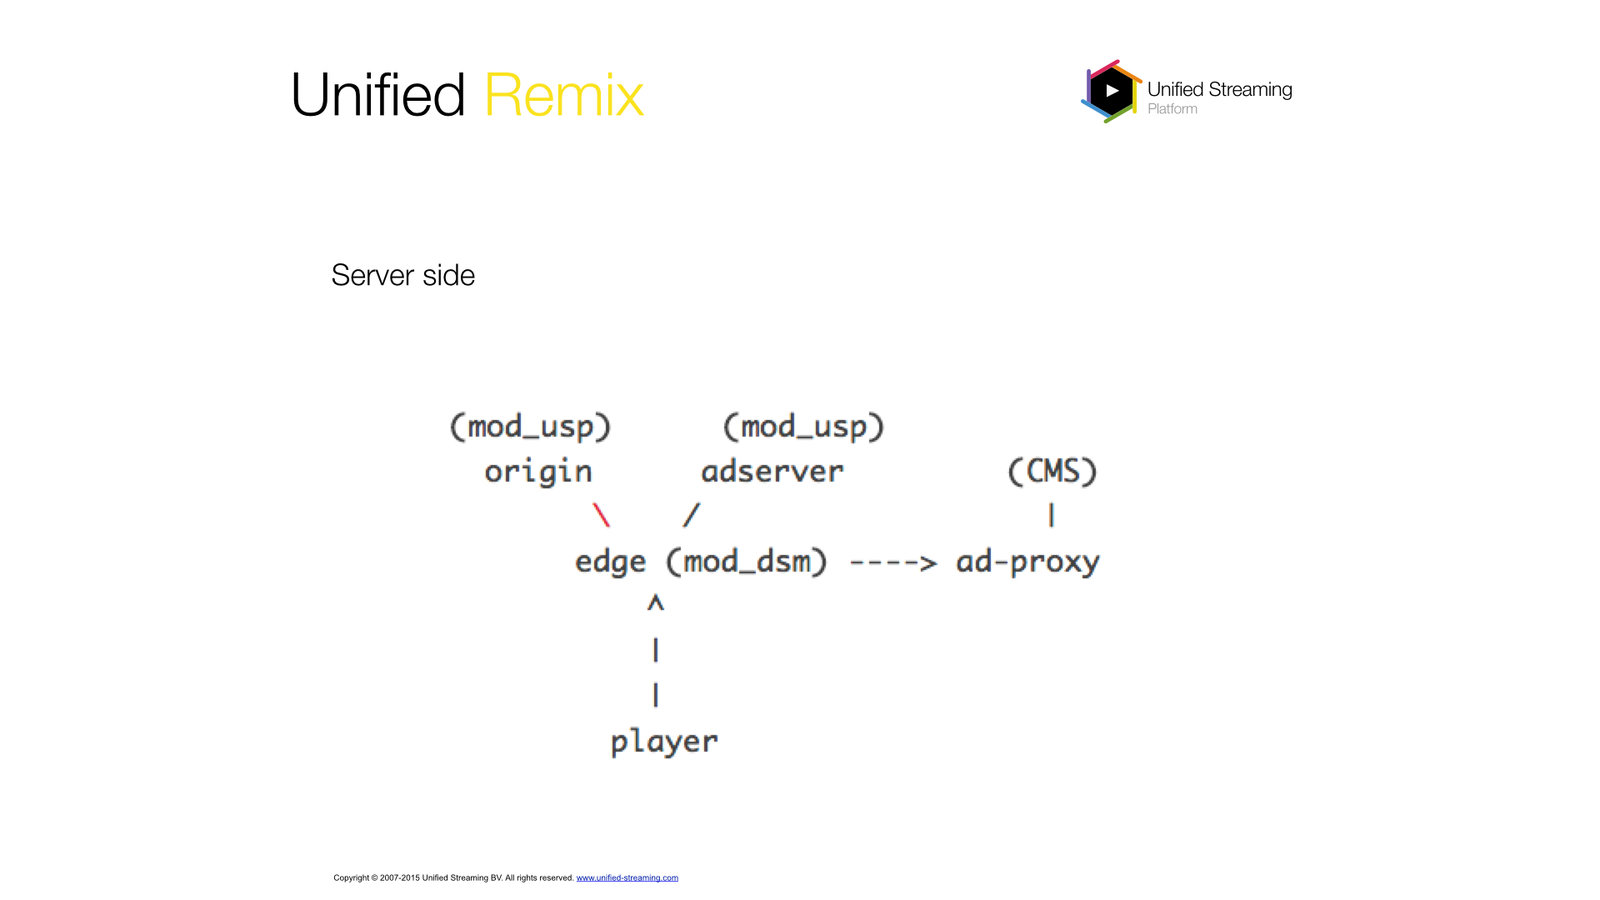 Unified Remix
Unified Streaming
Platform
Server side
(mod_usp) (mod_usp)
origin adserver (CMS)
\ / |
edge (mod_dsm) ----> ad-proxy
^
|
|
player
Copyright © 2007-2015 Unified Streaming BV. All rights reserved. www.unified-streaming.com